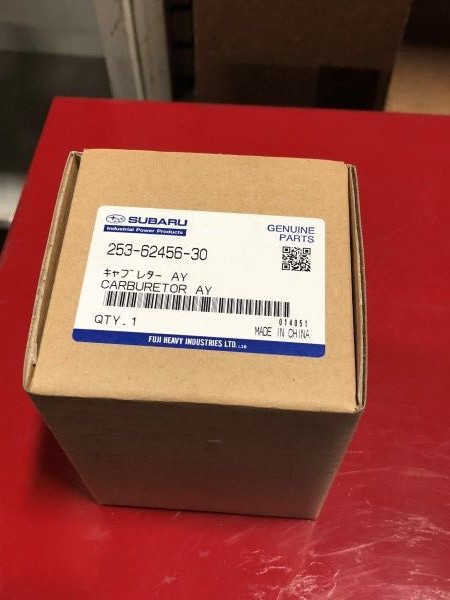 SUBARU
Industrial Power Products
GENUINE
PARTS
253-62456-30
キャブレター AY
CARBURETOR AY
014051
QTY.1
MADE IN CHINA
FUJI HEAVY INDUSTRIES LTD.